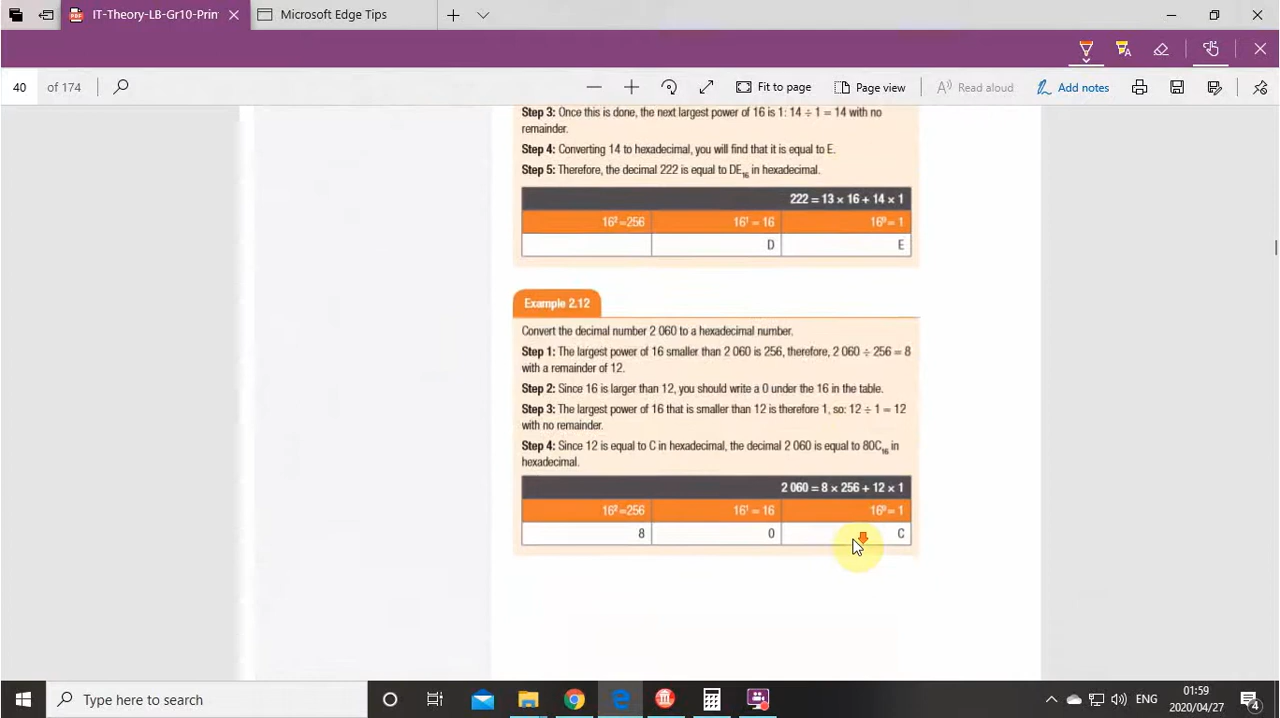 IT-Theory-LB-Gr10-Prin
Microsoft Edge Tips
40 of 174
Fit to page
Page view
Read aloud
Add notes
Step 3: Once this is done, the next largest power of 16 is 1: 14 ÷ 1 = 14 with no
remainder.
Step 4: Converting 14 to hexadecimal, you will find that it is equal to E.
Step 5: Therefore, the decimal 222 is equal to DE₁₆ in hexadecimal.
222 = 13 × 16 + 14 × 1
16²=256 16¹ = 16 16⁰ = 1
D E
Example 2.12
Convert the decimal number 2 060 to a hexadecimal number.
Step 1: The largest power of 16 smaller than 2 060 is 256, therefore, 2 060 ÷ 256 = 8
with a remainder of 12.
Step 2: Since 16 is larger than 12, you should write a 0 under the 16 in the table.
Step 3: The largest power of 16 that is smaller than 12 is therefore 1, so: 12 ÷ 1 = 12
with no remainder.
Step 4: Since 12 is equal to C in hexadecimal, the decimal 2 060 is equal to 80C₁₆ in
hexadecimal.
2 060 = 8 × 256 + 12 × 1
16²=256 16¹ = 16 16⁰ = 1
8 0 C
Type here to search
ENG
01:59
2020/04/27
4